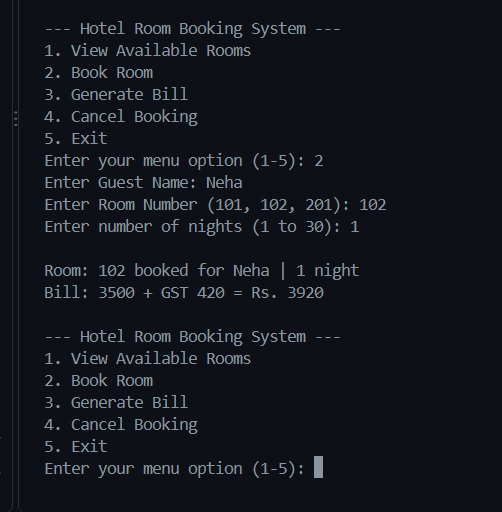 --- Hotel Room Booking System ---
1. View Available Rooms
2. Book Room
3. Generate Bill
4. Cancel Booking
5. Exit
Enter your menu option (1-5): 2
Enter Guest Name: Neha
Enter Room Number (101, 102, 201): 102
Enter number of nights (1 to 30): 1
Room: 102 booked for Neha | 1 night
Bill: 3500 + GST 420 = Rs. 3920
--- Hotel Room Booking System ---
1. View Available Rooms
2. Book Room
3. Generate Bill
4. Cancel Booking
5. Exit
Enter your menu option (1-5):